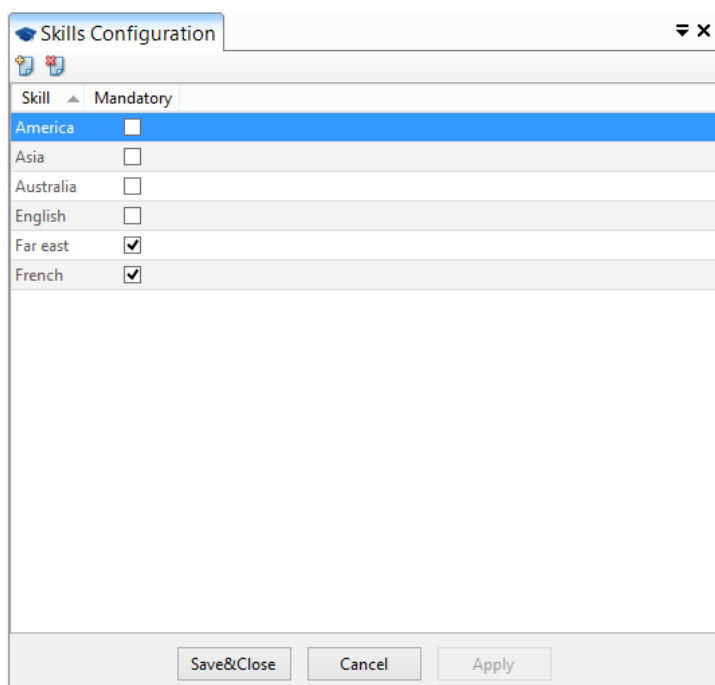 Skills Configuration
Skill Mandatory
America
Asia
Australia
English
Far east
French
Save&Close Cancel Apply